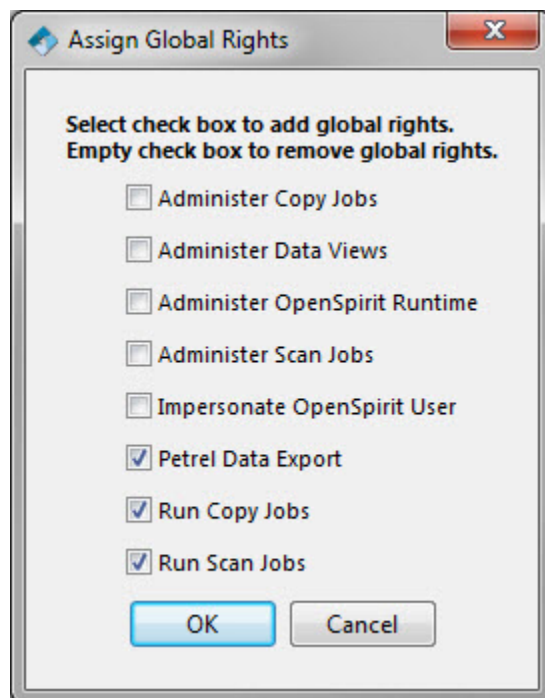 Assign Global Rights
Select check box to add global rights.
Empty check box to remove global rights.
Administer Copy Jobs
Administer Data Views
Administer OpenSpirit Runtime
Administer Scan Jobs
Impersonate OpenSpirit User
Petrel Data Export
Run Copy Jobs
Run Scan Jobs
OK Cancel